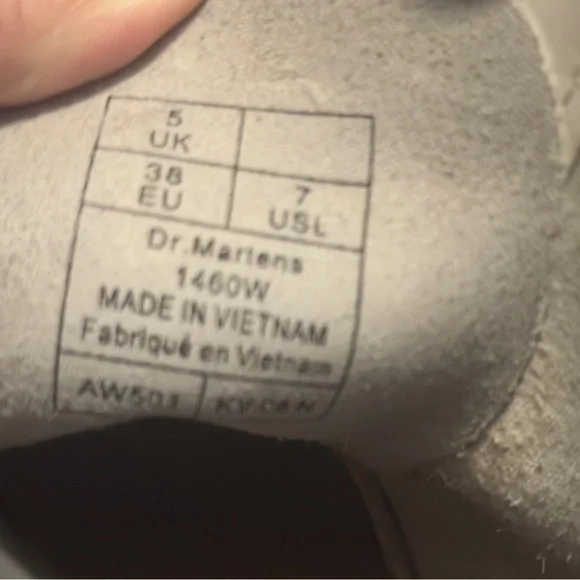 5
UK
38
EU
7
USL
Dr.Martens
1460W
MADE IN VIETNAM
Fabriqué en Vietnam